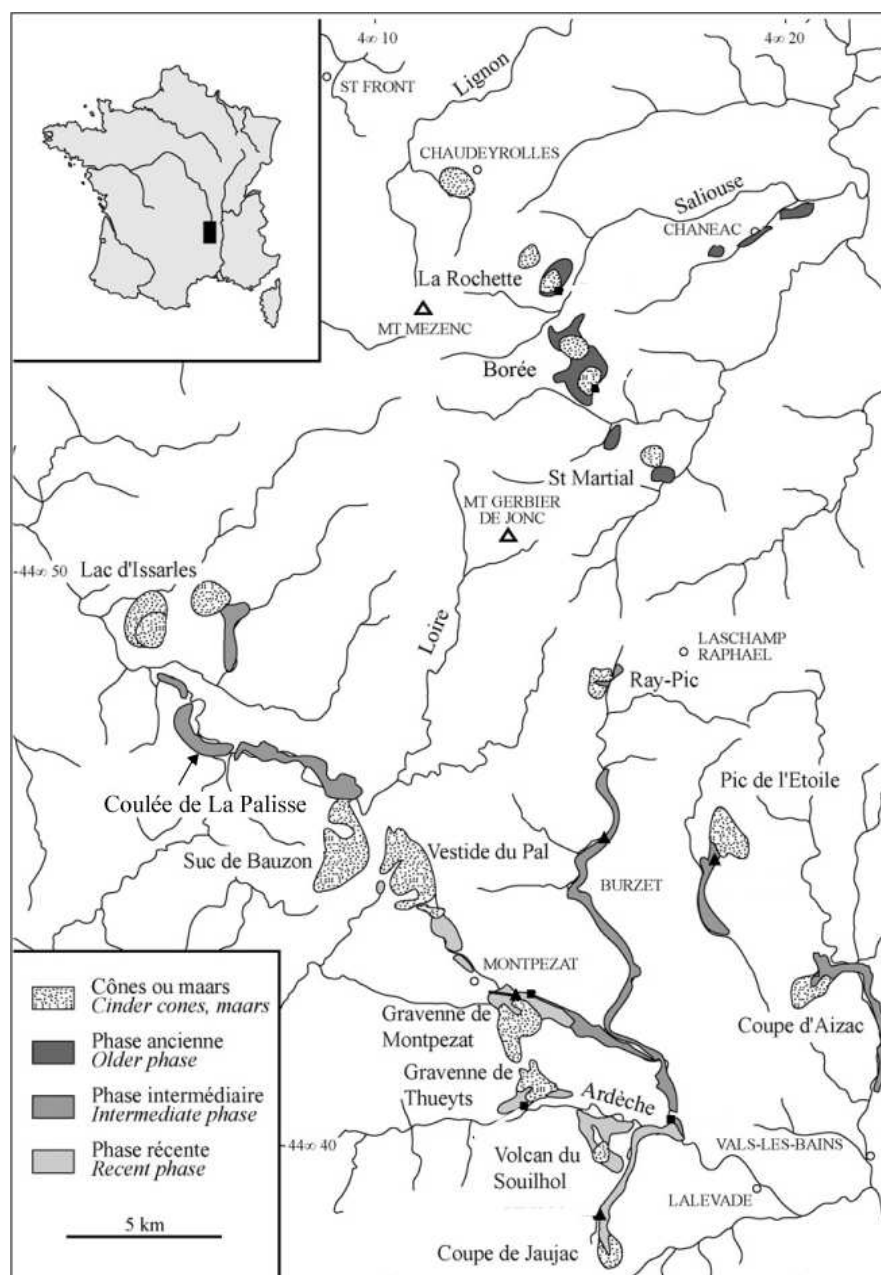 4∞ 10
4∞ 20
Lignon
ST FRONT
CHAUDEYROLLES
Saliouse
CHANEAC
La Rochette
MT MEZENC
Borée
St Martial
MT GERBIER
DE JONC
44∞ 50
Lac d'Issarles
Loire
LASCHAMP
RAPHAEL
Ray-Pic
Pic de l'Etoile
Coulée de La Palisse
Suc de Bauzon
Vestide du Pal
BURZET
MONTPEZAT
Gravenne de
Montpezat
Coupe d'Aizac
Gravenne de
Thueyts
Ardèche
44∞ 40
VALS-LES-BAINS
Volcan du
Souilhol
LALEVADE
Coupe de Jaujac
Cônes ou maars
Cinder cones, maars
Phase ancienne
Older phase
Phase intermédiaire
Intermediate phase
Phase récente
Recent phase
5 km